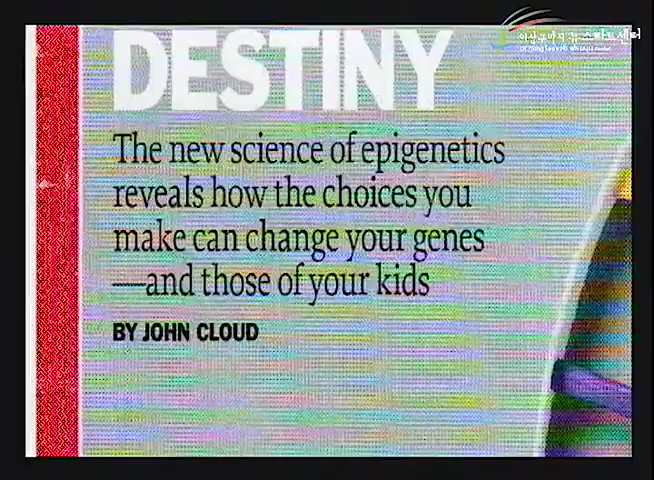 DESTINY
The new science of epigenetics
reveals how the choices you
make can change your genes
—and those of your kids
BY JOHN CLOUD